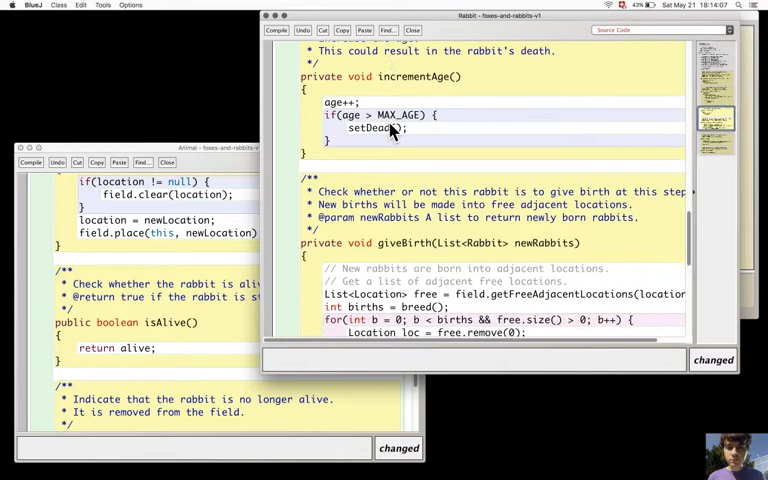 BlueJ Class Edit Tools Options
43% Sat May 21 18:14:07
Rabbit - foxes-and-rabbits-v1
Compile Undo Cut Copy Paste Find... Close
Source Code
* This could result in the rabbit's death.
*/
private void incrementAge()
{
age++;
if(age > MAX_AGE) {
setDead();
}
}
/**
* Check whether or not this rabbit is to give birth at this step
* New births will be made into free adjacent locations.
* @param newRabbits A list to return newly born rabbits.
*/
private void giveBirth(List<Rabbit> newRabbits)
{
// New rabbits are born into adjacent locations.
// Get a list of adjacent free locations.
List<Location> free = field.getFreeAdjacentLocations(location
int births = breed();
for(int b = 0; b < births && free.size() > 0; b++) {
Location loc = free.remove(0);
changed
Animal - foxes-and-rabbits-v1
Compile Undo Cut Copy Paste Find... Close
if(location != null) {
field.clear(location);
}
location = newLocation;
field.place(this, newLocation)
}
/**
* Check whether the rabbit is aliv
* @return true if the rabbit is st
*/
public boolean isAlive()
{
return alive;
}
/**
* Indicate that the rabbit is no longer alive.
* It is removed from the field.
*/
changed